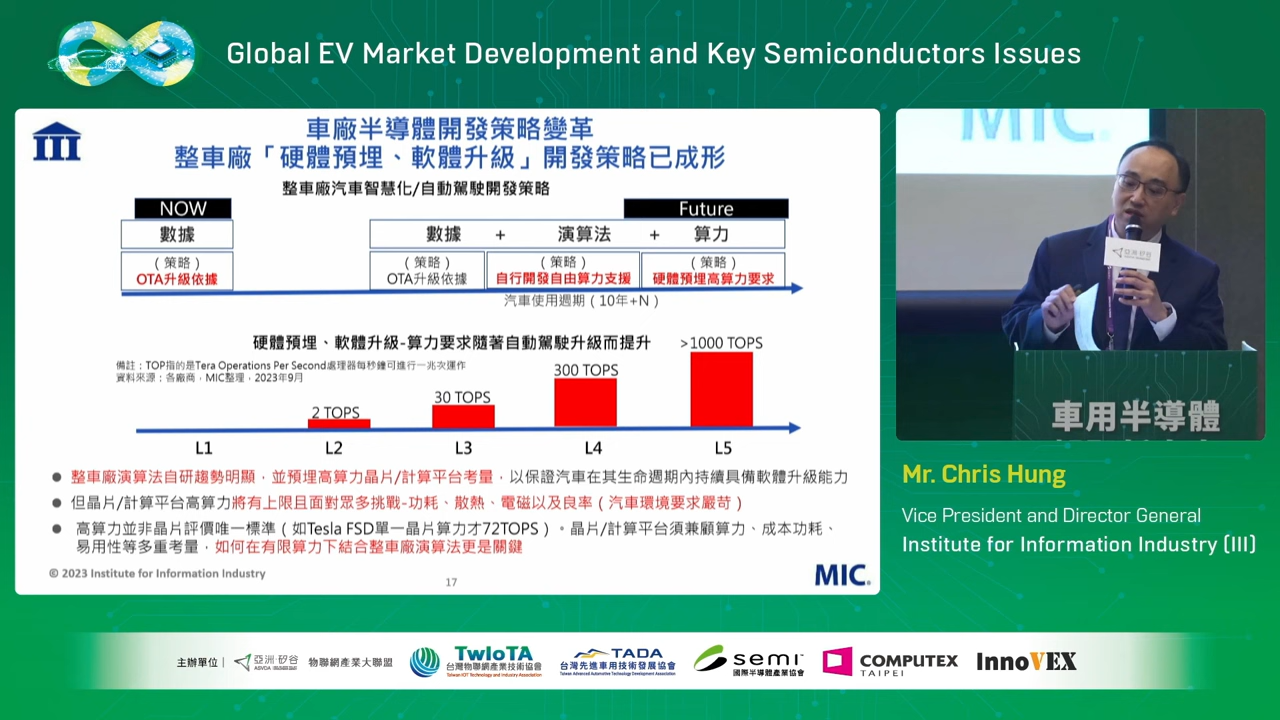 Global EV Market Development and Key Semiconductors Issues
車廠半導體開發策略變革
整車廠「硬體預埋、軟體升級」開發策略已成形
整車廠汽車智慧化/自動駕駛開發策略
NOW
Future
數據
數據 + 演算法 + 算力
(策略)
OTA升級依據
(策略)
OTA升級依據
(策略)
自行開發自由算力支援
(策略)
硬體預埋高算力要求
汽車使用週期(10年+N)
硬體預埋、軟體升級-算力要求隨著自動駕駛升級而提升
備註:TOP指的是Tera Operations Per Second處理器每秒鐘可進行一兆次運作
資料來源:各廠商,MIC整理,2023年9月
2 TOPS
30 TOPS
300 TOPS
>1000 TOPS
L1 L2 L3 L4 L5
● 整車廠演算法自研趨勢明顯,並預埋高算力晶片/計算平台考量,以保證汽車在其生命週期內持續具備軟體升級能力
● 但晶片/計算平台高算力將有上限且面對眾多挑戰-功耗、散熱、電磁以及良率(汽車環境要求嚴苛)
● 高算力並非晶片評價唯一標準(如Tesla FSD單一晶片算力才72TOPS)。晶片/計算平台須兼顧算力、成本功耗、
易用性等多重考量,如何在有限算力下結合整車廠演算法更是關鍵
© 2023 Institute for Information Industry
17
MIC®
MIC®
亞洲·矽谷
車用半導體
Mr. Chris Hung
Vice President and Director General
Institute for Information Industry (III)
主辦單位|
亞洲·矽谷
ASVDA
物聯網產業大聯盟
TwIoTA
台灣物聯網產業技術協會
Taiwan IOT Technology and Industry Association
TADA
台灣先進車用技術發展協會
Taiwan Advanced Automotive Technology Development Association
semi
國際半導體產業協會
COMPUTEX
TAIPEI
InnoVEX